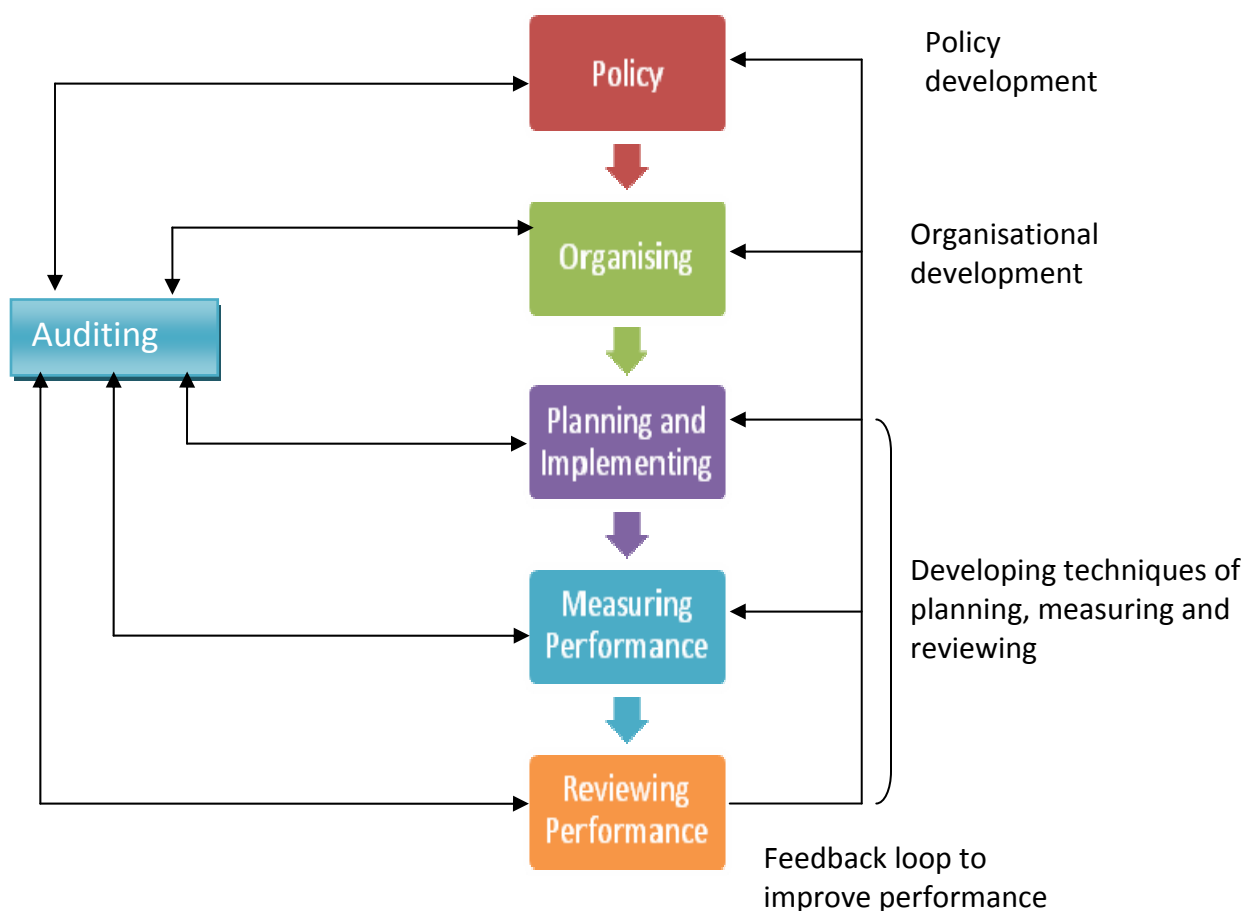 Policy
development
Policy
Organisational
development
Organising
Auditing
Planning and
Implementing
Developing techniques of
planning, measuring and
reviewing
Measuring
Performance
Reviewing
Performance
Feedback loop to
improve performance